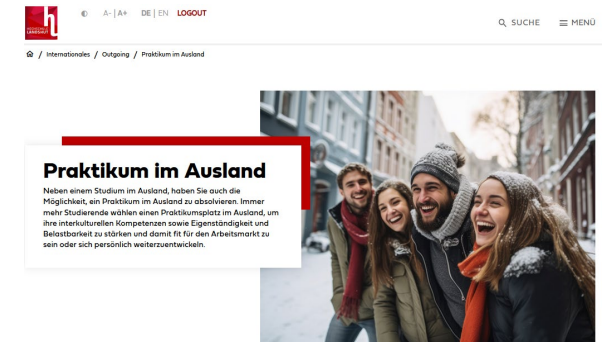 HOCHSCHULE
LANDSHUT
A- | A+ DE | EN LOGOUT
SUCHE MENÜ
/ Internationales / Outgoing / Praktikum im Ausland
Praktikum im Ausland
Neben einem Studium im Ausland, haben Sie auch die
Möglichkeit, ein Praktikum im Ausland zu absolvieren. Immer
mehr Studierende wählen einen Praktikumsplatz im Ausland, um
ihre interkulturellen Kompetenzen sowie Eigenständigkeit und
Belastbarkeit zu stärken und damit fit für den Arbeitsmarkt zu
sein oder sich persönlich weiterzuentwickeln.